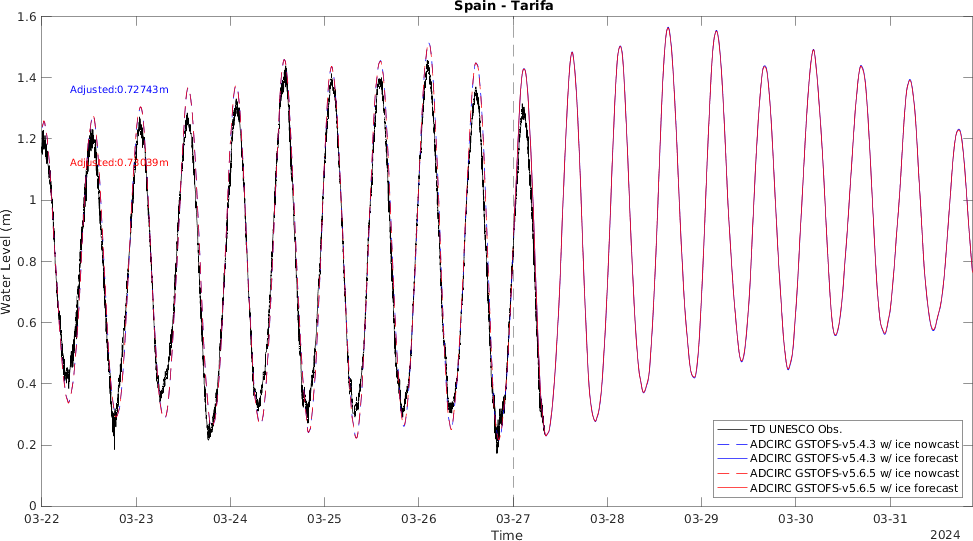 Spain - Tarifa
1.6
1.4
1.2
1
0.8
0.6
0.4
0.2
0
Water Level (m)
Adjusted:0.72743m
Adjusted:0.73039m
TD UNESCO Obs.
ADCIRC GSTOFS-v5.4.3 w/ ice nowcast
ADCIRC GSTOFS-v5.4.3 w/ ice forecast
ADCIRC GSTOFS-v5.6.5 w/ ice nowcast
ADCIRC GSTOFS-v5.6.5 w/ ice forecast
03-22 03-23 03-24 03-25 03-26 03-27 03-28 03-29 03-30 03-31
Time
2024